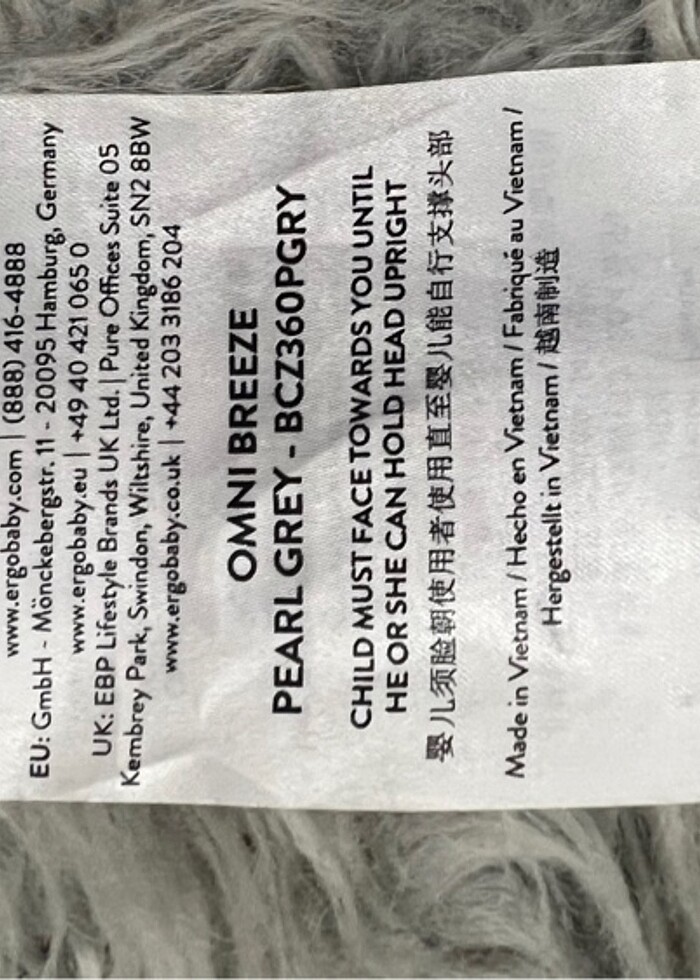 www.ergobaby.com | (888) 416-4888
EU: GmbH - Mönckebergstr. 11 - 20095 Hamburg, Germany
www.ergobaby.eu | +49 40 421 065 0
UK: EBP Lifestyle Brands UK Ltd. | Pure Offices Suite 05
Kembrey Park, Swindon, Wiltshire, United Kingdom, SN2 8BW
www.ergobaby.co.uk | +44 203 3186 204
OMNI BREEZE
PEARL GREY - BCZ360PGRY
CHILD MUST FACE TOWARDS YOU UNTIL
HE OR SHE CAN HOLD HEAD UPRIGHT
婴儿须脸朝使用者使用直至婴儿能自行支撑头部
Made in Vietnam / Hecho en Vietnam / Fabriqué au Vietnam /
Hergestellt in Vietnam / 越南制造